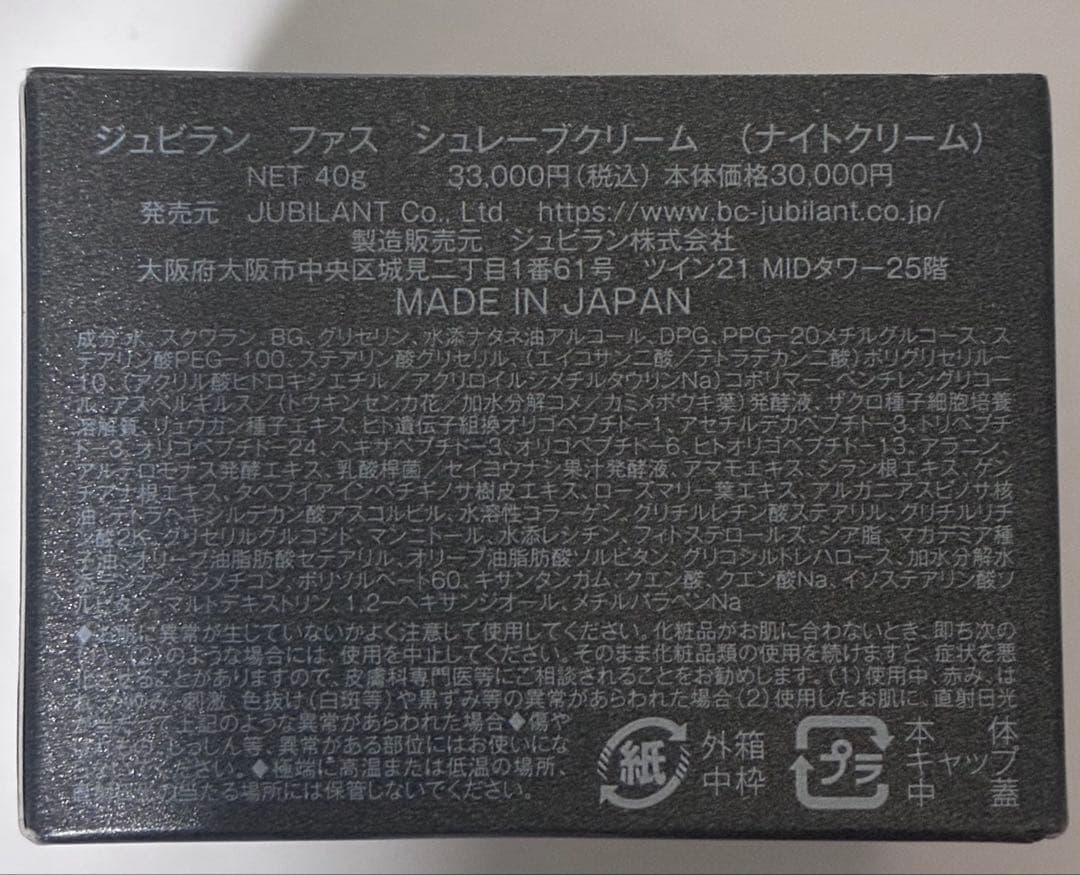 ジュビラン　ファス　シュレーブクリーム　（ナイトクリーム）
NET 40g　33,000円（税込）本体価格30,000円
発売元　JUBILANT Co., Ltd.　https://www.bc-jubilant.co.jp/
製造販売元　ジュビラン株式会社
大阪府大阪市中央区城見二丁目1番61号　ツイン21 MIDタワー25階
MADE IN JAPAN
成分 水、スクワラン、BG、グリセリン、水添ナタネ油アルコール、DPG、PPG-20メチルグルコース、ス
テアリン酸PEG-100、ステアリン酸グリセリル、（エイコサン二酸／テトラデカン二酸）ポリグリセリル-
10、（アクリル酸ヒドロキシエチル／アクリロイルジメチルタウリンNa）コポリマー、ペンチレングリコー
ル、アスペルギルス／（トウキンセンカ花／加水分解コメ／カミメボウキ葉）発酵液、ザクロ種子細胞培養
溶解質、リュウガン種子エキス、ヒト遺伝子組換オリゴペプチド-1、アセチルデカペプチド-3、トリペプ
チド-3、オリゴペプチド-24、ヘキサペプチド-3、オリゴペプチド-6、ヒトオリゴペプチド-13、アラニン、
アルテロモナス発酵エキス、乳酸桿菌／セイヨウナシ果汁発酵液、アマモエキス、シラン根エキス、ゲン
チアナ根エキス、タベブイアインペチギノサ樹皮エキス、ローズマリー葉エキス、アルガニアスピノサ核
油、テトラヘキシルデカン酸アスコルビル、水溶性コラーゲン、グリチルレチン酸ステアリル、グリチルリチ
ン酸2K、グリセリルグルコシド、マンニトール、水添レシチン、フィトステロールズ、シア脂、マカデミア種
子油、オリーブ油脂肪酸セテアリル、オリーブ油脂肪酸ソルビタン、グリコシルトレハロース、加水分解水
添デンプン、ジメチコン、ポリソルベート60、キサンタンガム、クエン酸、クエン酸Na、イソステアリン酸ソ
ルビタン、マルトデキストリン、1,2-ヘキサンジオール、メチルパラベンNa
◆お肌に異常が生じていないかよく注意して使用してください。化粧品がお肌に合わないとき、即ち次の
(1)、(2)のような場合には、使用を中止してください。そのまま化粧品類の使用を続けますと、症状を悪
化させることがありますので、皮膚科専門医等にご相談されることをお勧めします。(1)使用中、赤み、は
れ、かゆみ、刺激、色抜け（白斑等）や黒ずみ等の異常があらわれた場合(2)使用したお肌に、直射日光
があたって上記のような異常があらわれた場合◆傷や
はれもの、しっしん等、異常がある部位にはお使いにな
らないでください。◆極端に高温または低温の場所、
直射日光の当たる場所には保管しないでください。
紙 外箱
中枠
プラ 本体
キャップ
中蓋